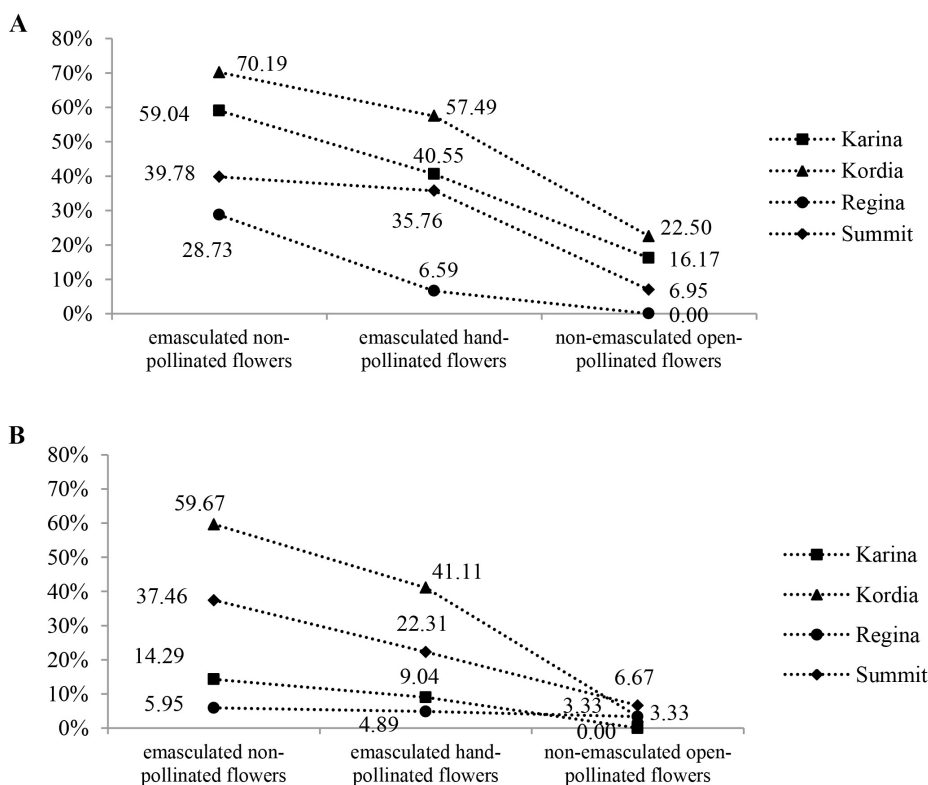 A
80%
70%
60%
50%
40%
30%
20%
10%
0%
70.19
59.04
39.78
28.73
57.49
40.55
35.76
6.59
22.50
16.17
6.95
0.00
emasculated non-
pollinated flowers
emasculated hand-
pollinated flowers
non-emasculated open-
pollinated flowers
Karina
Kordia
Regina
Summit
B
80%
70%
60%
50%
40%
30%
20%
10%
0%
59.67
37.46
14.29
5.95
41.11
22.31
9.04
4.89
6.67
3.33
3.33
0.00
emasculated non-
pollinated flowers
emasculated hand-
pollinated flowers
non-emasculated open-
pollinated flowers
Karina
Kordia
Regina
Summit